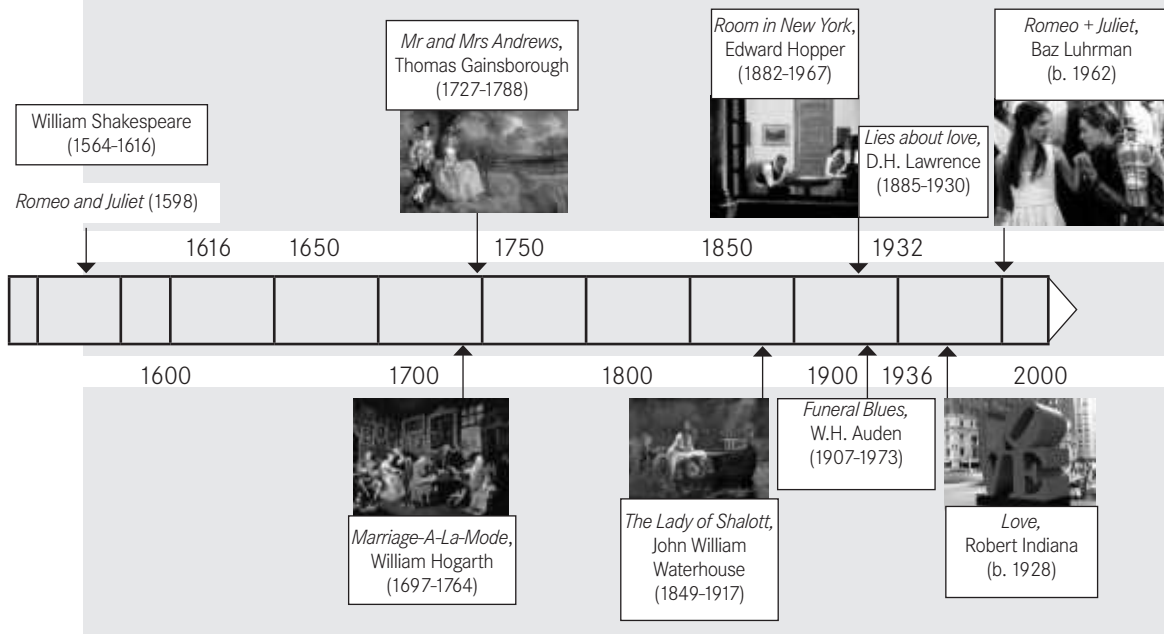 William Shakespeare
(1564-1616)
Romeo and Juliet (1598)
Mr and Mrs Andrews,
Thomas Gainsborough
(1727-1788)
Room in New York,
Edward Hopper
(1882-1967)
Lies about love,
D.H. Lawrence
(1885-1930)
Romeo + Juliet,
Baz Luhrman
(b. 1962)
1616 1650 1750 1850 1932
1600 1700 1800 1900 1936 2000
Marriage-A-La-Mode,
William Hogarth
(1697-1764)
The Lady of Shalott,
John William
Waterhouse
(1849-1917)
Funeral Blues,
W.H. Auden
(1907-1973)
Love,
Robert Indiana
(b. 1928)